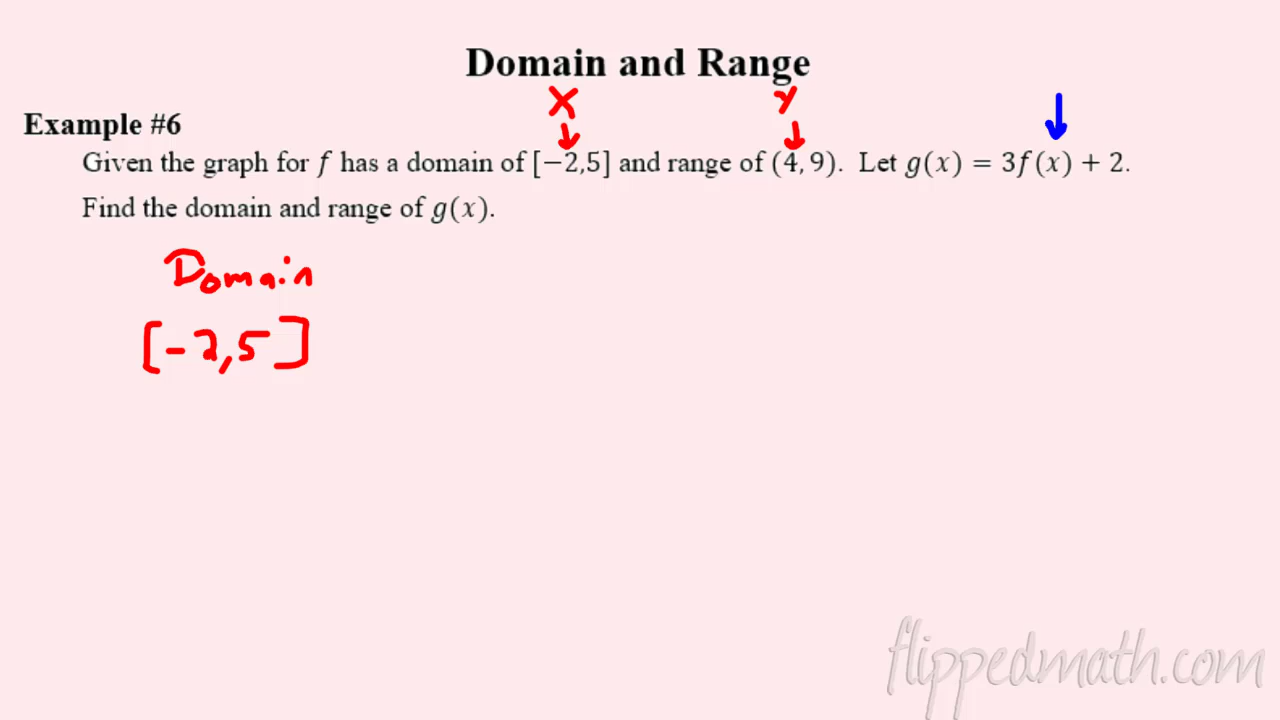 Domain and Range
x y
Example #6
Given the graph for f has a domain of [−2,5] and range of (4, 9). Let g(x) = 3f(x) + 2.
Find the domain and range of g(x).
Domain
[-2,5]
flippedmath.com